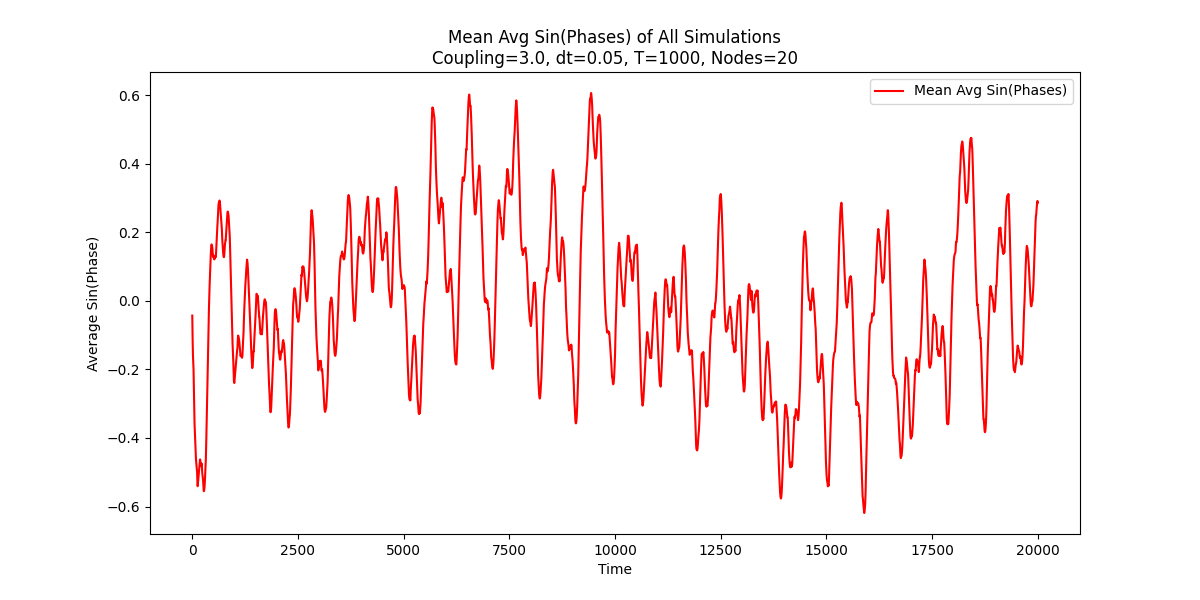 Mean Avg Sin(Phases) of All Simulations
Coupling=3.0, dt=0.05, T=1000, Nodes=20
Mean Avg Sin(Phases)
Average Sin(Phase)
0.6
0.4
0.2
0.0
−0.2
−0.4
−0.6
0 2500 5000 7500 10000 12500 15000 17500 20000
Time